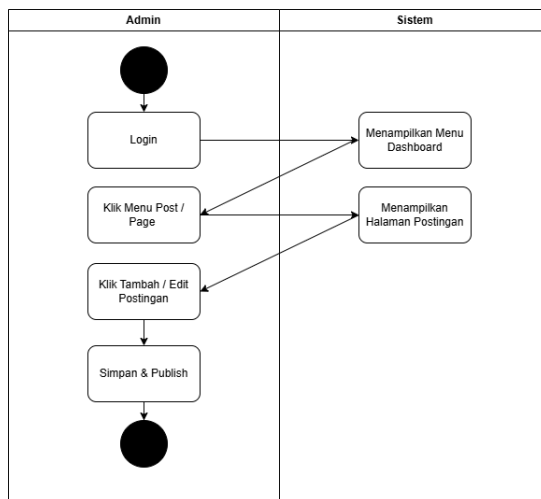 Admin
Sistem
Login
Menampilkan Menu
Dashboard
Klik Menu Post /
Page
Menampilkan
Halaman Postingan
Klik Tambah / Edit
Postingan
Simpan & Publish